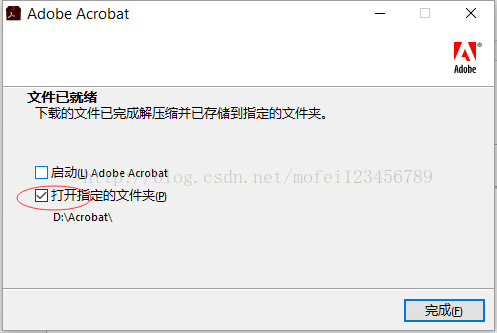 Adobe Acrobat
Adobe
文件已就绪
下载的文件已完成解压缩并已存储到指定的文件夹。
启动(L) Adobe Acrobat
http://blog.csdn.net/mofei123456789
打开指定的文件夹(P)
D:\Acrobat\
完成(F)